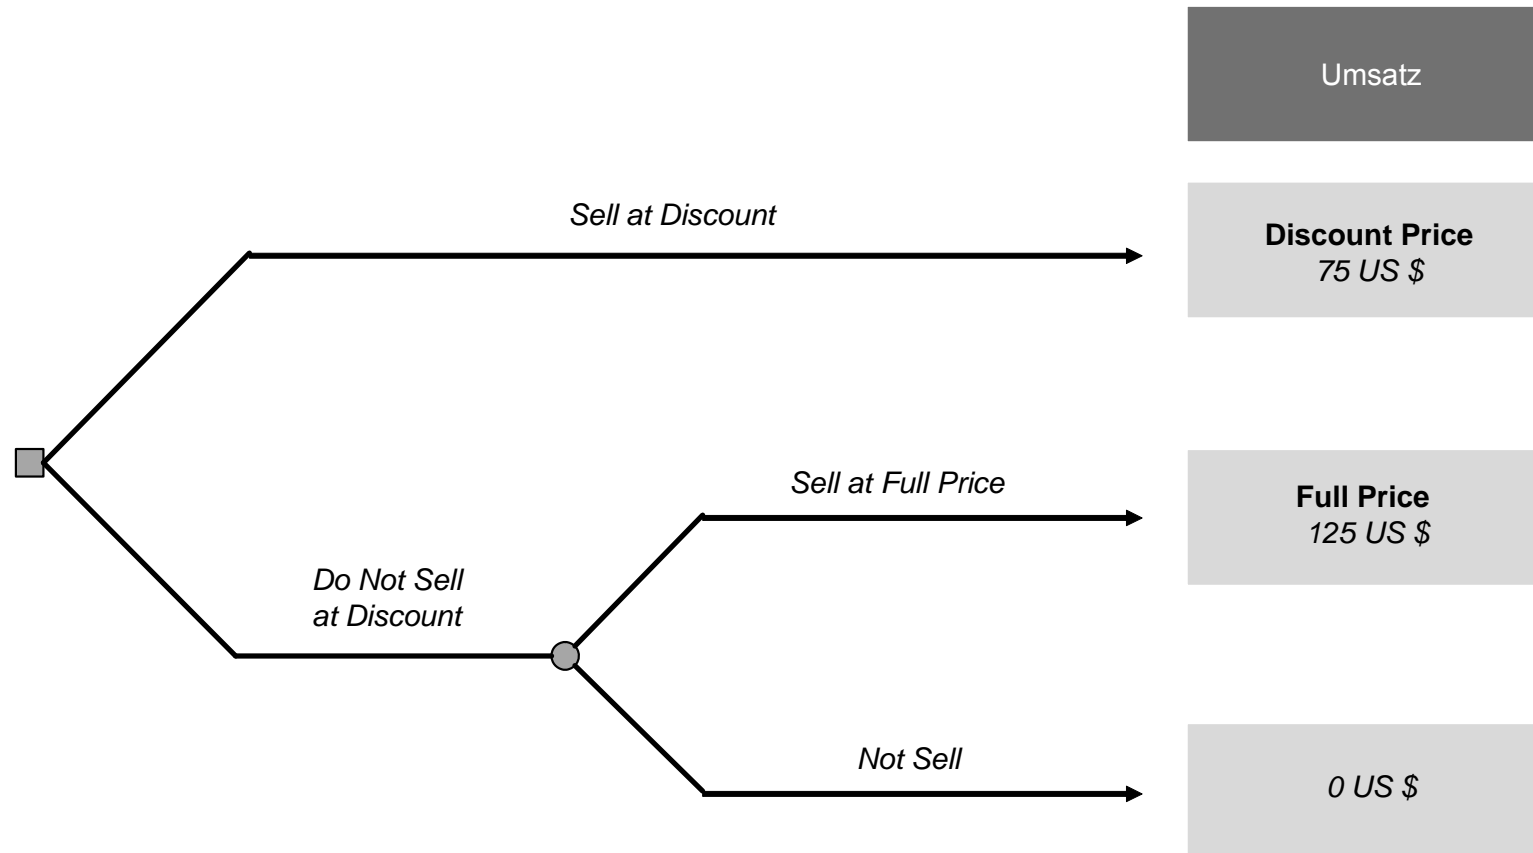 Umsatz
Sell at Discount
Discount Price
75 US $
Sell at Full Price
Full Price
125 US $
Do Not Sell
at Discount
Not Sell
0 US $